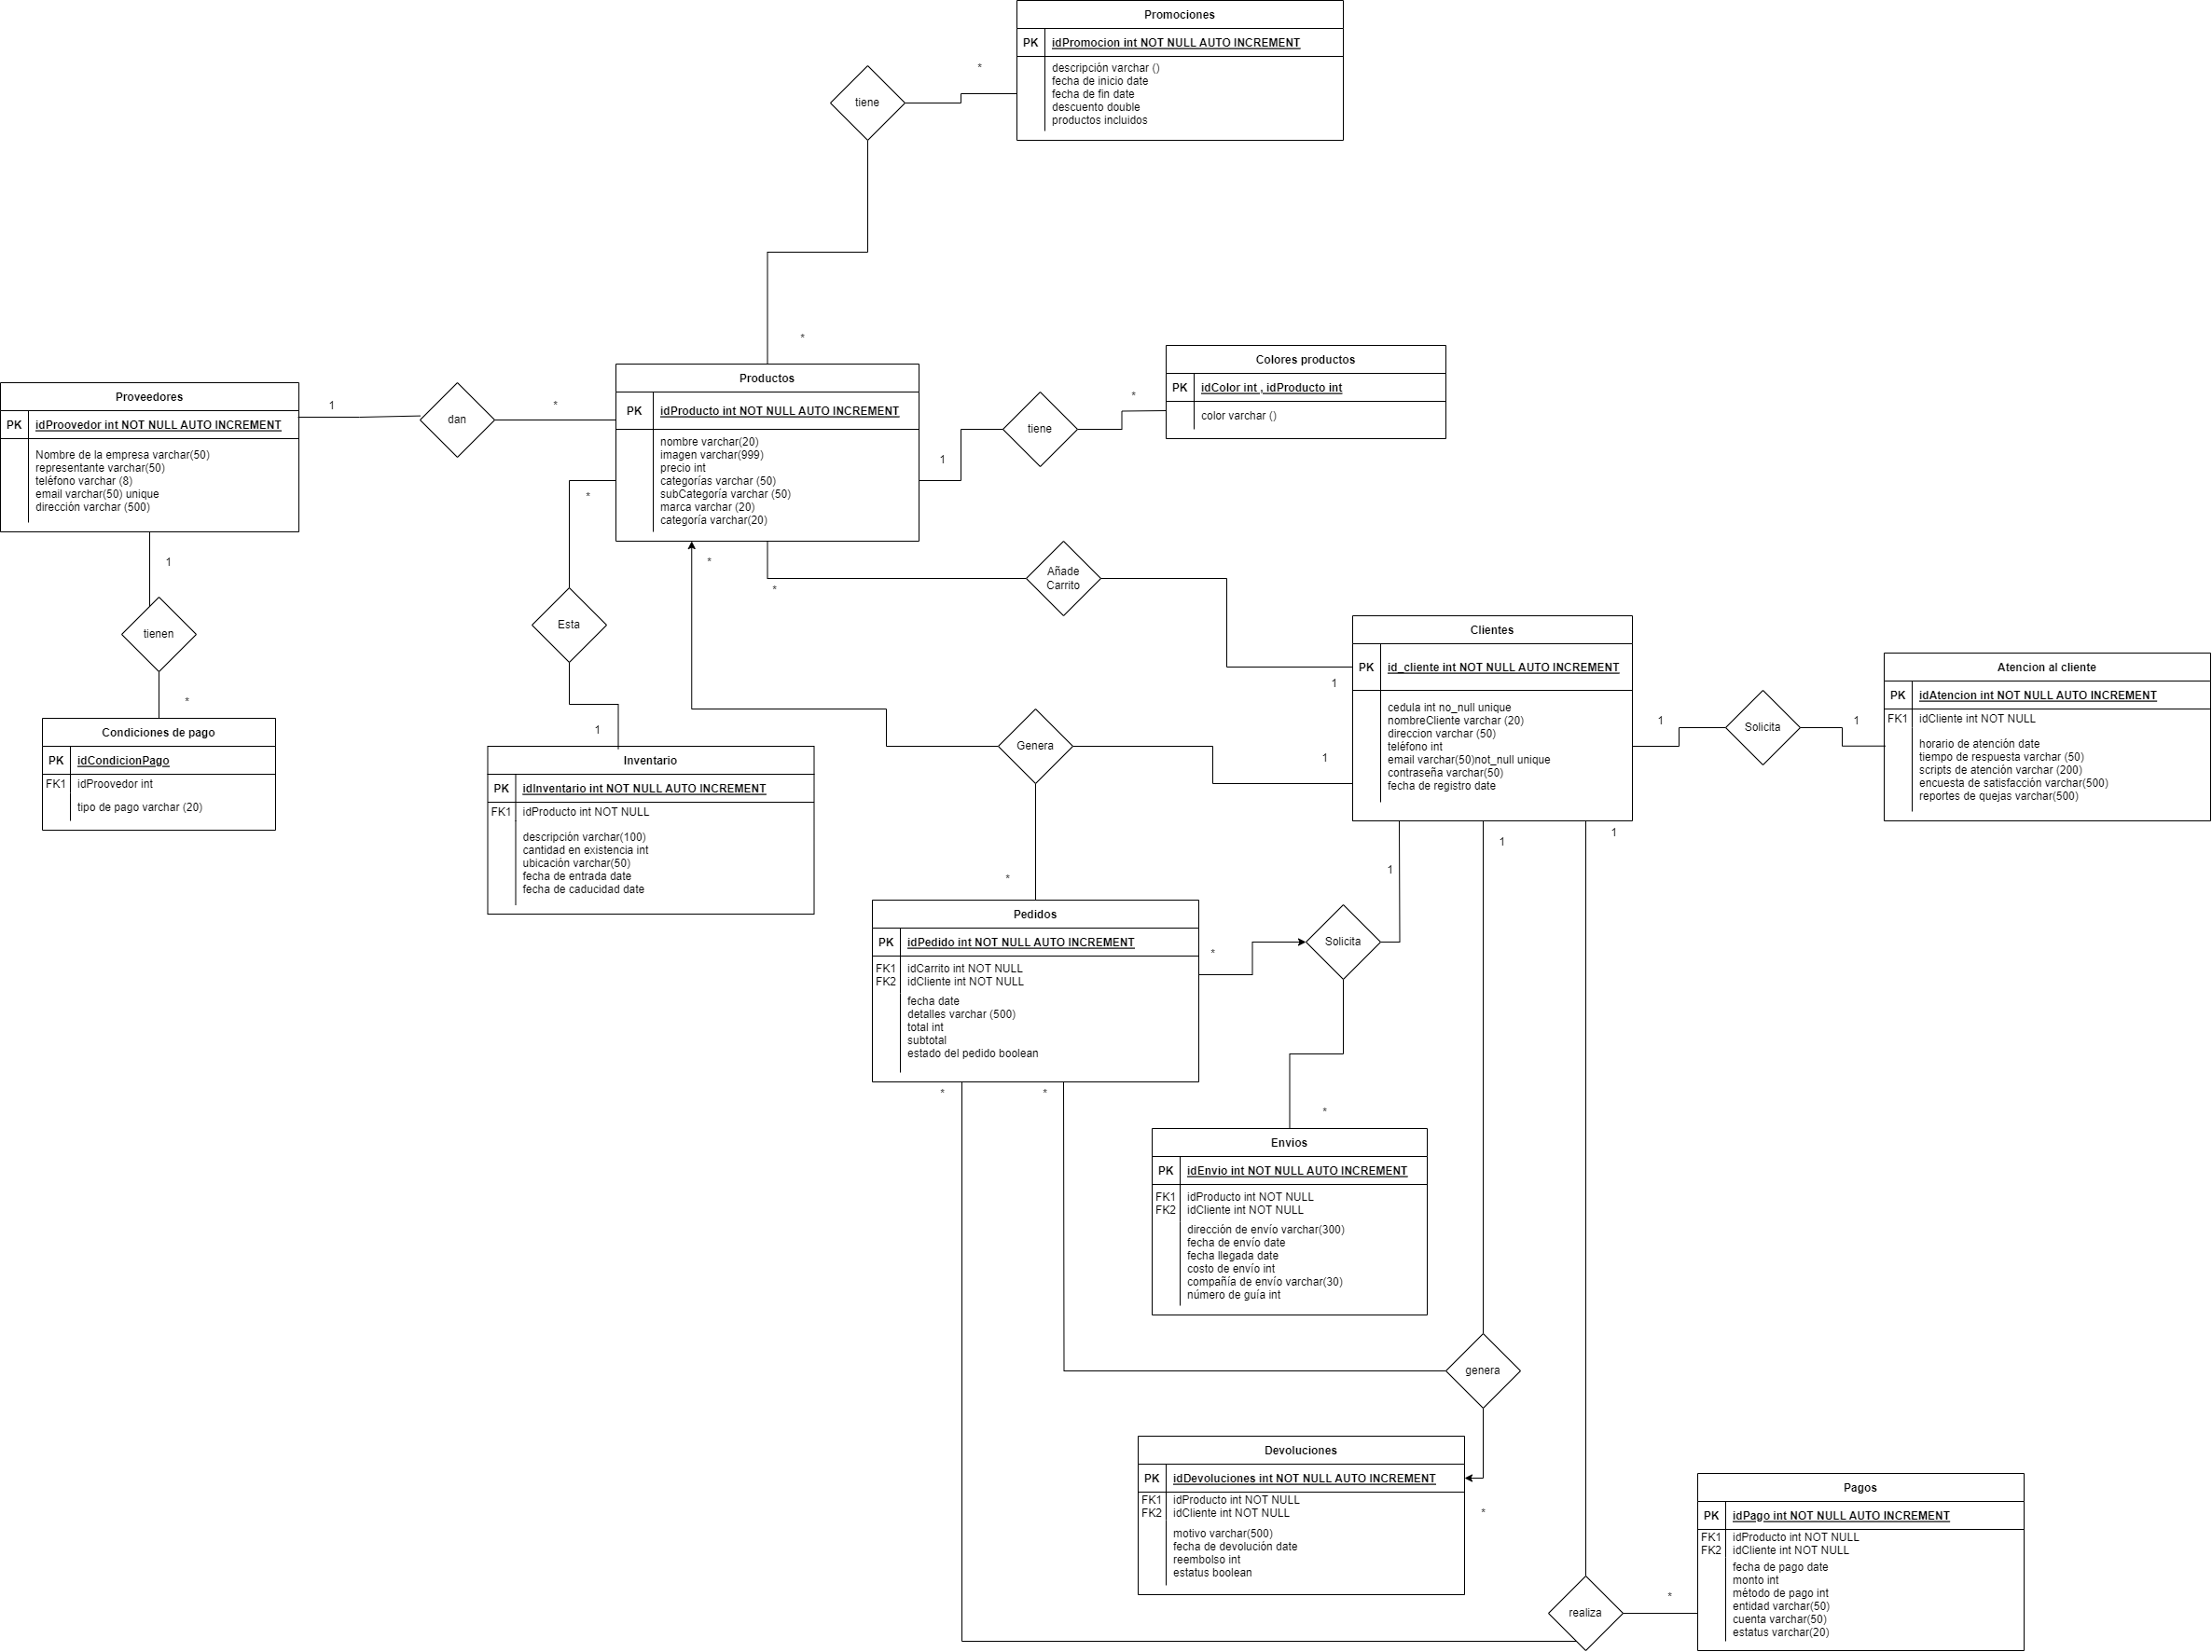 Promociones
PK idPromocion int NOT NULL AUTO INCREMENT
descripción varchar ()
fecha de inicio date
fecha de fin date
descuento double
productos incluidos
*
tiene
*
Productos
PK idProducto int NOT NULL AUTO INCREMENT
nombre varchar(20)
imagen varchar(999)
precio int
categorías varchar (50)
subCategoría varchar (50)
marca varchar (20)
categoría varchar(20)
Colores productos
PK idColor int , idProducto int
color varchar ()
*
tiene
1
Proveedores
PK idProovedor int NOT NULL AUTO INCREMENT
Nombre de la empresa varchar(50)
representante varchar(50)
teléfono varchar (8)
email varchar(50) unique
dirección varchar (500)
1
dan
*
*
1
tienen
*
Condiciones de pago
PK idCondicionPago
FK1 idProovedor int
tipo de pago varchar (20)
Esta
1
Inventario
PK idInventario int NOT NULL AUTO INCREMENT
FK1 idProducto int NOT NULL
descripción varchar(100)
cantidad en existencia int
ubicación varchar(50)
fecha de entrada date
fecha de caducidad date
*
*
Añade
Carrito
1
Genera
1
*
Clientes
PK id_cliente int NOT NULL AUTO INCREMENT
cedula int no_null unique
nombreCliente varchar (20)
direccion varchar (50)
teléfono int
email varchar(50)not_null unique
contraseña varchar(50)
fecha de registro date
1
Solicita
1
Atencion al cliente
PK idAtencion int NOT NULL AUTO INCREMENT
FK1 idCliente int NOT NULL
horario de atención date
tiempo de respuesta varchar (50)
scripts de atención varchar (200)
encuesta de satisfacción varchar(500)
reportes de quejas varchar(500)
1
1
1
Pedidos
PK idPedido int NOT NULL AUTO INCREMENT
FK1 idCarrito int NOT NULL
FK2 idCliente int NOT NULL
fecha date
detalles varchar (500)
total int
subtotal
estado del pedido boolean
*
Solicita
*
*
*
Envios
PK idEnvio int NOT NULL AUTO INCREMENT
FK1 idProducto int NOT NULL
FK2 idCliente int NOT NULL
dirección de envío varchar(300)
fecha de envío date
fecha llegada date
costo de envío int
compañía de envío varchar(30)
número de guía int
genera
Devoluciones
PK idDevoluciones int NOT NULL AUTO INCREMENT
FK1 idProducto int NOT NULL
FK2 idCliente int NOT NULL
motivo varchar(500)
fecha de devolución date
reembolso int
estatus boolean
*
realiza
*
Pagos
PK idPago int NOT NULL AUTO INCREMENT
FK1 idProducto int NOT NULL
FK2 idCliente int NOT NULL
fecha de pago date
monto int
método de pago int
entidad varchar(50)
cuenta varchar(50)
estatus varchar(20)